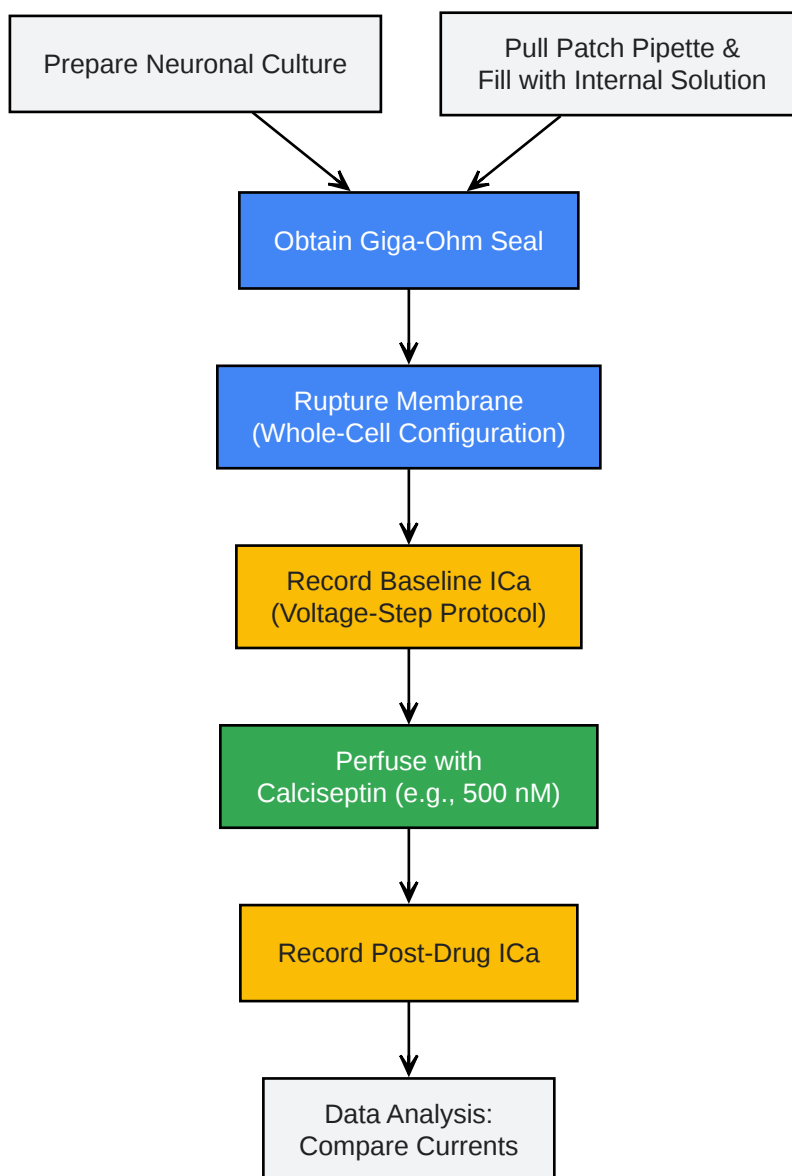 Prepare Neuronal Culture
Pull Patch Pipette &
Fill with Internal Solution
Obtain Giga-Ohm Seal
Rupture Membrane
(Whole-Cell Configuration)
Record Baseline ICa
(Voltage-Step Protocol)
Perfuse with
Calciseptin (e.g., 500 nM)
Record Post-Drug ICa
Data Analysis:
Compare Currents